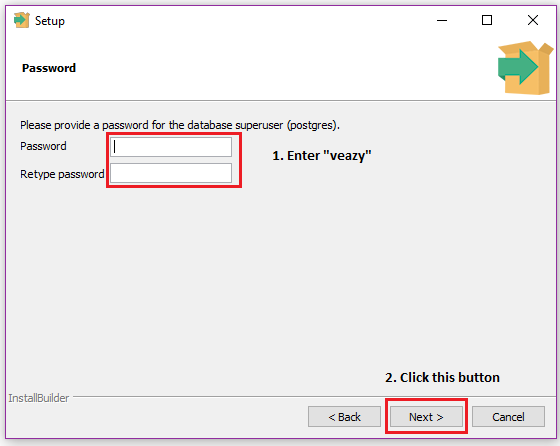 Setup
Password
Please provide a password for the database superuser (postgres).
Password
1. Enter "veazy"
Retype password
2. Click this button
InstallBuilder
< Back
Next >
Cancel